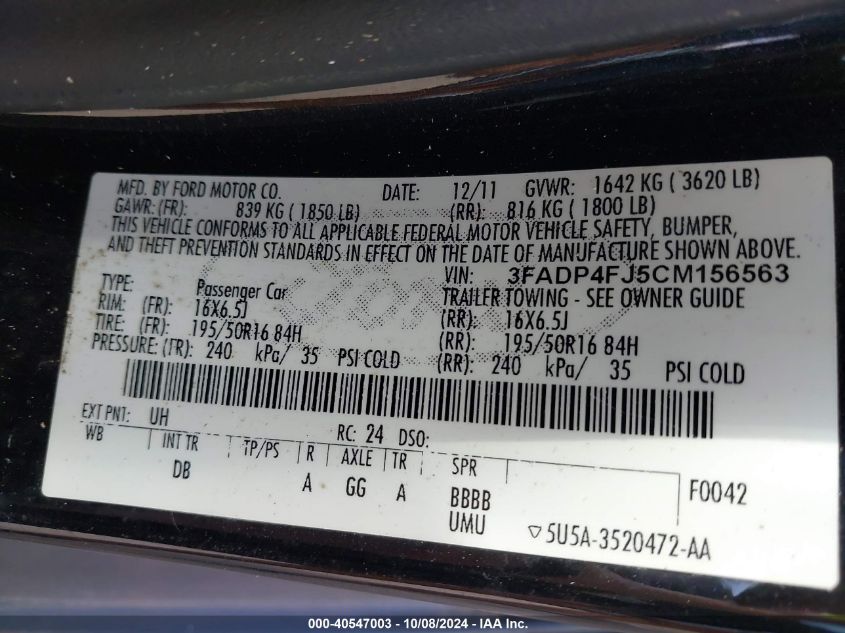 MFD. BY FORD MOTOR CO. DATE: 12/11 GVWR: 1642 KG ( 3620 LB)
GAWR: (FR): 839 KG ( 1850 LB) (RR): 816 KG ( 1800 LB)
THIS VEHICLE CONFORMS TO ALL APPLICABLE FEDERAL MOTOR VEHICLE SAFETY, BUMPER,
AND THEFT PREVENTION STANDARDS IN EFFECT ON THE DATE OF MANUFACTURE SHOWN ABOVE.
VIN: 3FADP4FJ5CM156563
TYPE: Passenger Car TRAILER TOWING - SEE OWNER GUIDE
RIM: (FR): 16X6.5J (RR): 16X6.5J
TIRE: (FR): 195/50R16 84H (RR): 195/50R16 84H
PRESSURE: (FR): 240 kPa/ 35 PSI COLD (RR): 240 kPa/ 35 PSI COLD
EXT PNT: UH RC: 24 DSO:
WB INT TR TP/PS R AXLE TR SPR F0042
DB A GG A BBBB
UMU ▽5U5A-3520472-AA
000-40547003 - 10/08/2024 - IAA Inc.